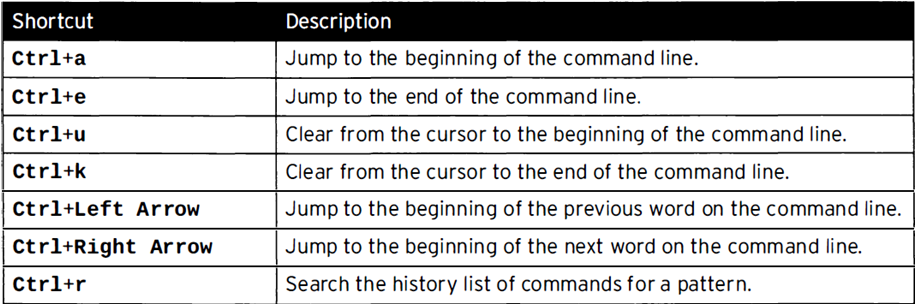 Shortcut Description
Ctrl+a Jump to the beginning of the command line.
Ctrl+e Jump to the end of the command line.
Ctrl+u Clear from the cursor to the beginning of the command line.
Ctrl+k Clear from the cursor to the end of the command line.
Ctrl+Left Arrow Jump to the beginning of the previous word on the command line.
Ctrl+Right Arrow Jump to the beginning of the next word on the command line.
Ctrl+r Search the history list of commands for a pattern.